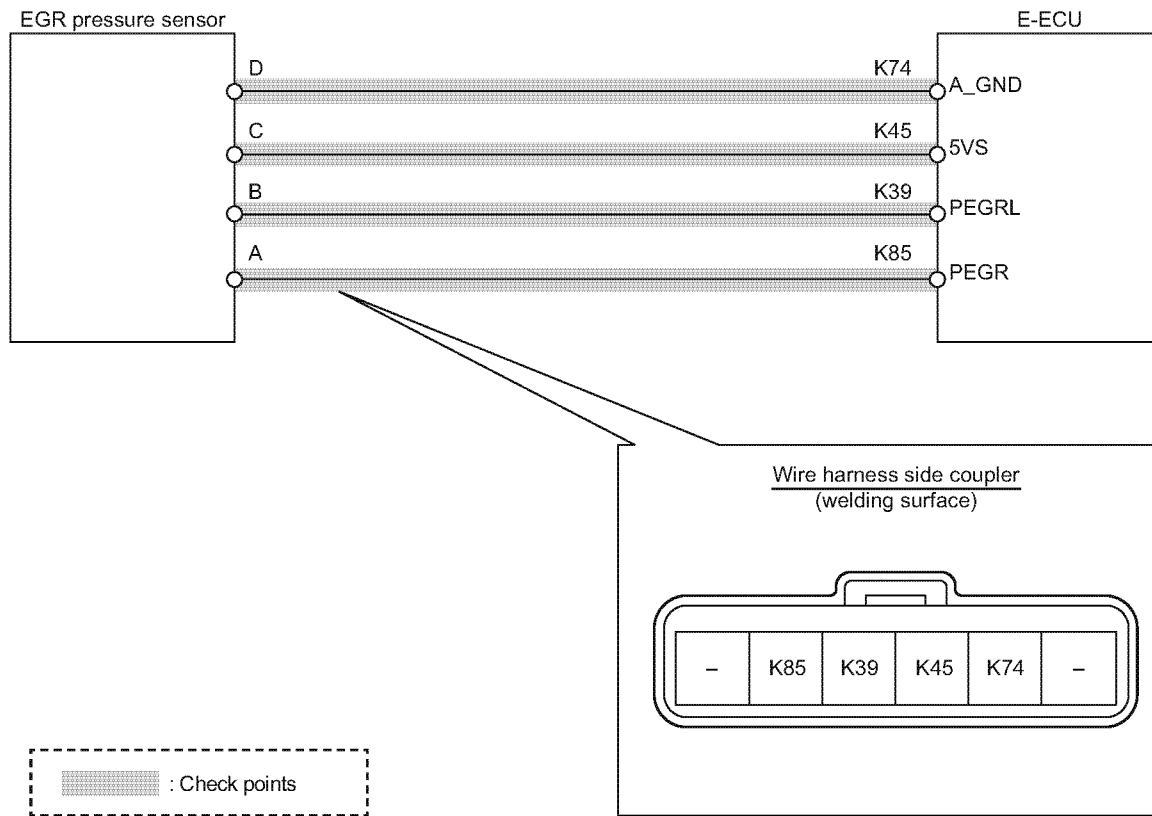 EGR pressure sensor
E-ECU
D
K74
A_GND
C
K45
5VS
B
K39
PEGRL
A
K85
PEGR
Wire harness side coupler
(welding surface)
– K85 K39 K45 K74 –
: Check points